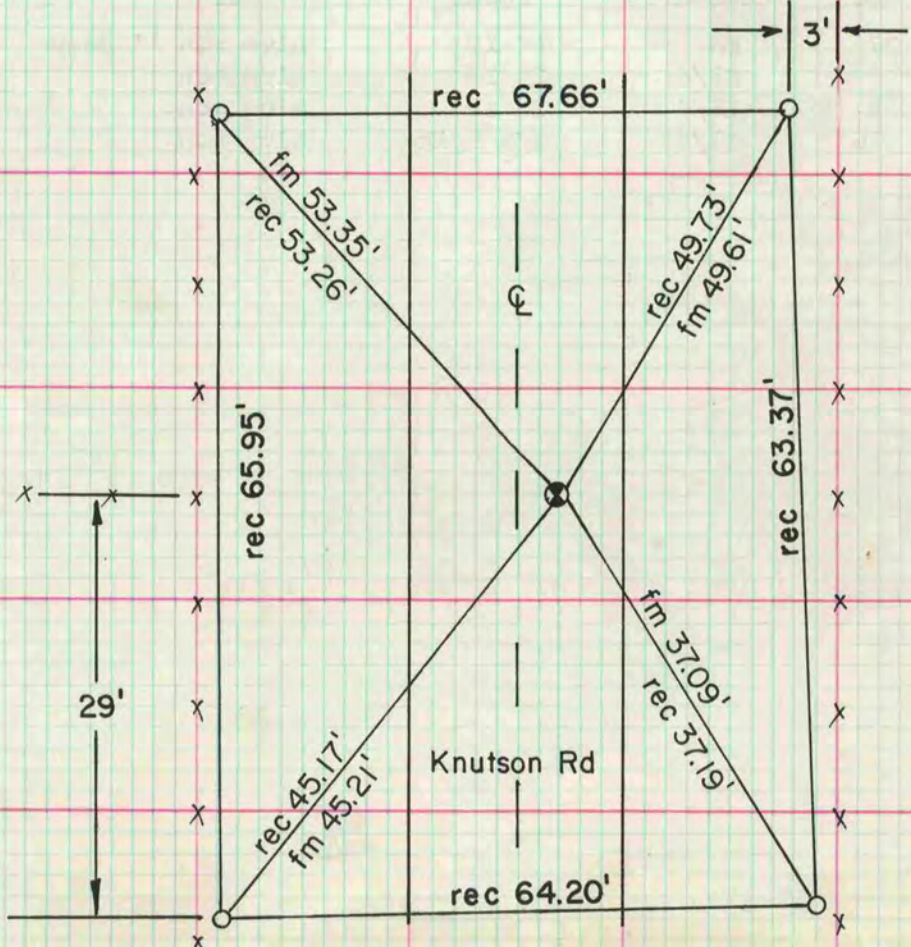 3'
rec 67.66'
fm 53.35'
rec 53.26'
rec 49.73'
fm 49.61'
℄
rec 65.95'
rec 63.37'
29'
fm 37.09'
rec 37.19'
rec 45.17'
fm 45.21'
Knutson Rd
rec 64.20'